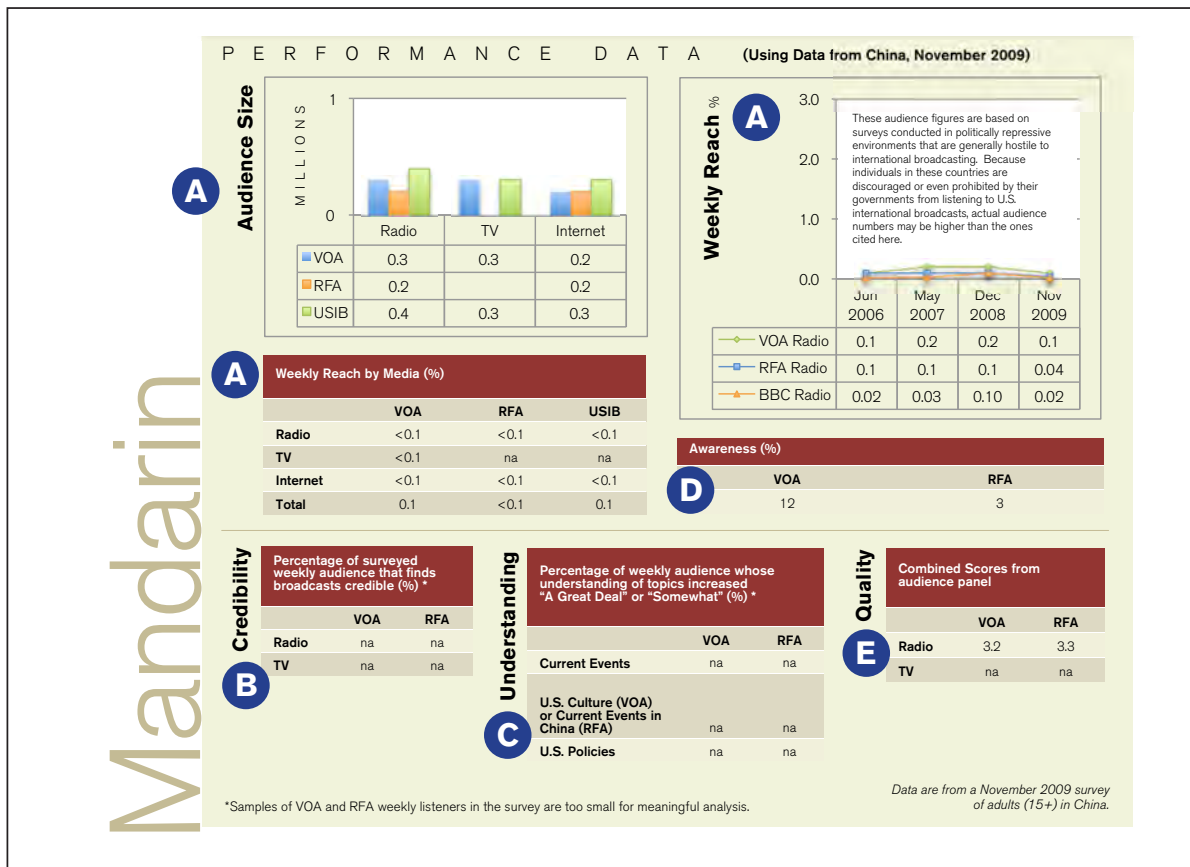 PERFORMANCE DATA (Using Data from China, November 2009)
Mandarin
A
Audience Size
MILLIONS
1
0
Radio TV Internet
VOA 0.3 0.3 0.2
RFA 0.2 0.2
USIB 0.4 0.3 0.3
A
Weekly Reach %
3.0
2.0
1.0
0.0
These audience figures are based on
surveys conducted in politically repressive
environments that are generally hostile to
international broadcasting. Because
individuals in these countries are
discouraged or even prohibited by their
governments from listening to U.S.
international broadcasts, actual audience
numbers may be higher than the ones
cited here.
Jun May Dec Nov
2006 2007 2008 2009
VOA Radio 0.1 0.2 0.2 0.1
RFA Radio 0.1 0.1 0.1 0.04
BBC Radio 0.02 0.03 0.10 0.02
A
Weekly Reach by Media (%)
VOA RFA USIB
Radio <0.1 <0.1 <0.1
TV <0.1 na na
Internet <0.1 <0.1 <0.1
Total 0.1 <0.1 0.1
D
Awareness (%)
VOA RFA
12 3
Credibility
B
Percentage of surveyed
weekly audience that finds
broadcasts credible (%) *
VOA RFA
Radio na na
TV na na
Understanding
C
Percentage of weekly audience whose
understanding of topics increased
“A Great Deal” or “Somewhat” (%) *
VOA RFA
Current Events na na
U.S. Culture (VOA)
or Current Events in
China (RFA) na na
U.S. Policies na na
Quality
E
Combined Scores from
audience panel
VOA RFA
Radio 3.2 3.3
TV na na
*Samples of VOA and RFA weekly listeners in the survey are too small for meaningful analysis.
Data are from a November 2009 survey
of adults (15+) in China.